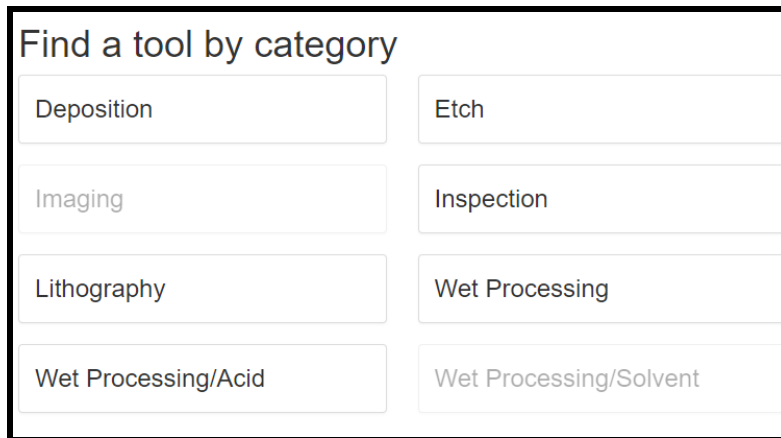 Find a tool by category
Deposition
Etch
Imaging
Inspection
Lithography
Wet Processing
Wet Processing/Acid
Wet Processing/Solvent